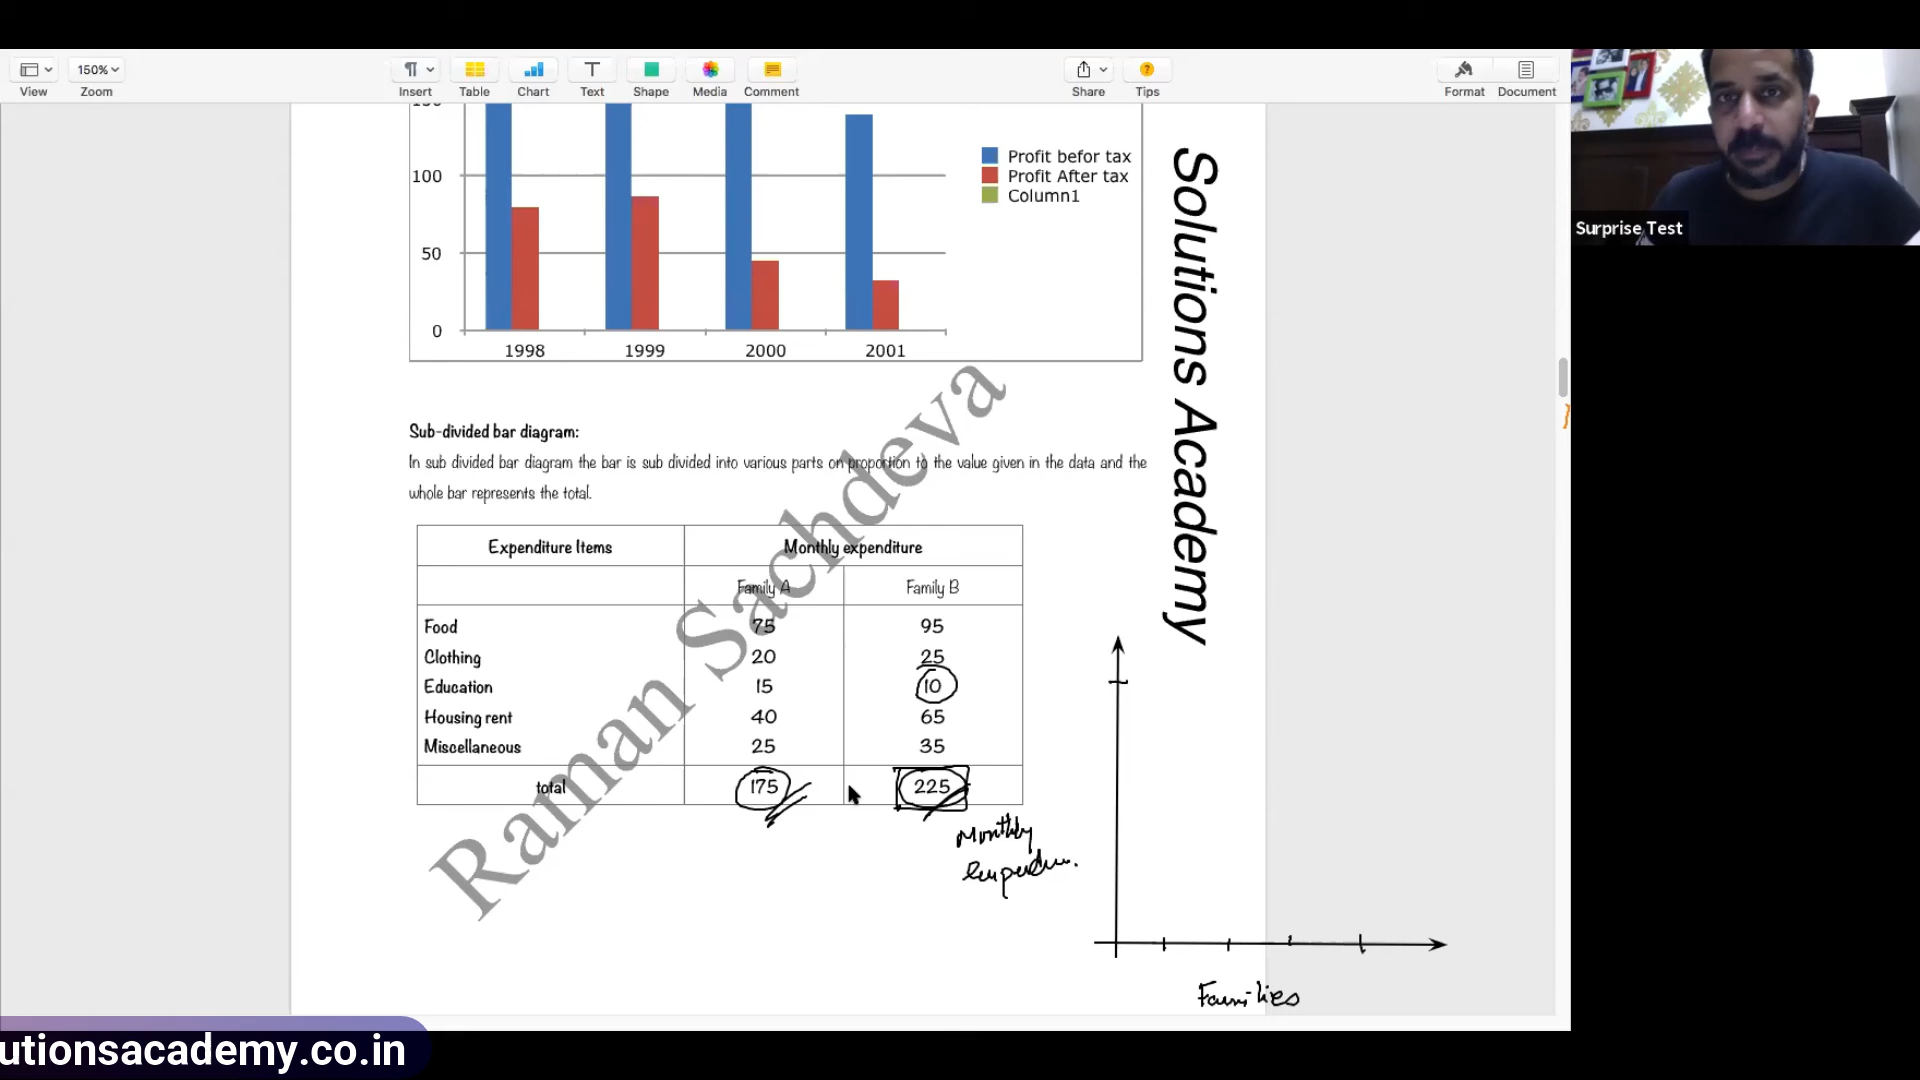 150%
View
Zoom
Insert
Table
Chart
Text
Shape
Media
Comment
Share
Tips
Format
Document
150
100
50
0
1998 1999 2000 2001
Profit befor tax
Profit After tax
Column1
Solutions Academy
Surprise Test
Sub-divided bar diagram:
In sub divided bar diagram the bar is sub divided into various parts on proportion to the value given in the data and the
whole bar represents the total.
Expenditure Items Monthly expenditure
Family A Family B
Food 75 95
Clothing 20 25
Education 15 10
Housing rent 40 65
Miscellaneous 25 35
total 175 225
Raman Sachdeva
Monthly
Families
utionsacademy.co.in